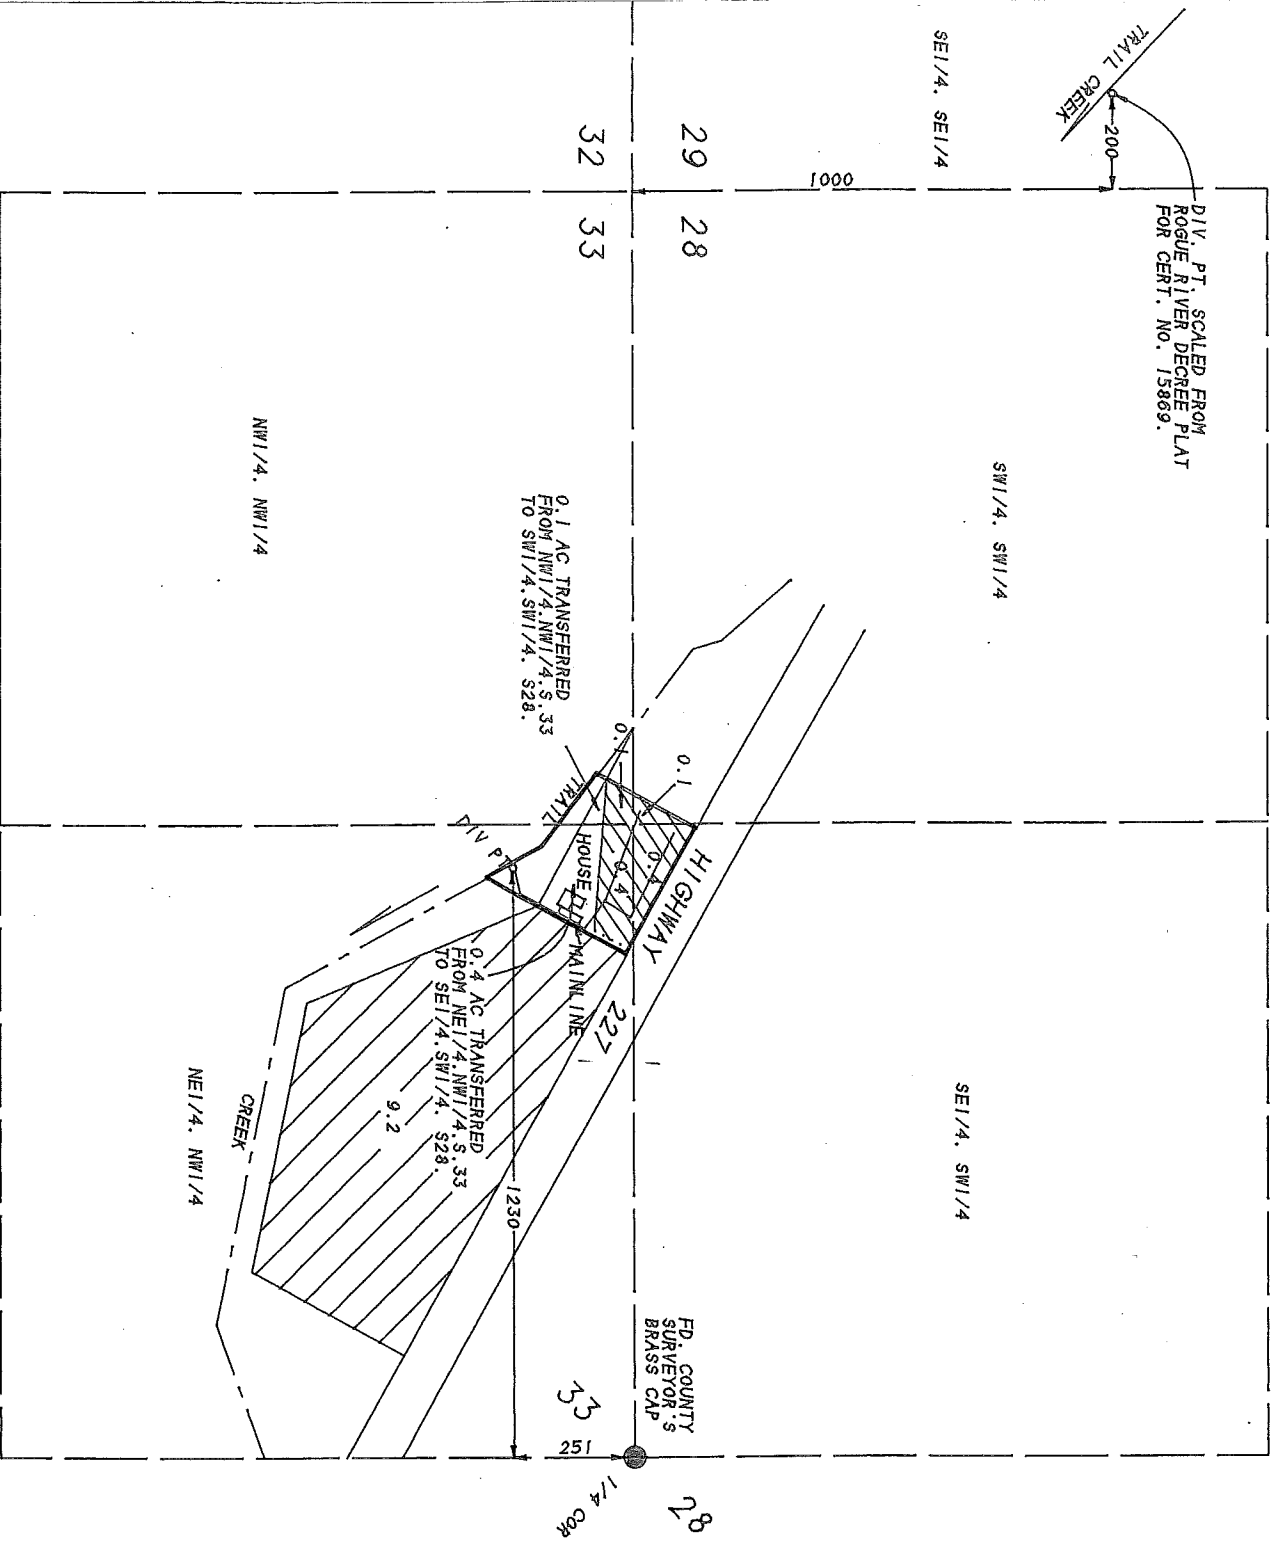 TRAIL CREEK
200
DIV. PT. SCALED FROM
ROGUE RIVER DECREE PLAT
FOR CERT. NO. 15869.
SE1/4. SE1/4
29
28
32
33
1000
SW1/4. SW1/4
NW1/4. NW1/4
0.1 AC TRANSFERRED
FROM NW1/4.NW1/4.S.33
TO SW1/4.SW1/4. S28.
0.1
0.1
0.4
0.4
TRAIL
DIV PT
HOUSE
MAINLINE
HIGHWAY
227
0.4 AC TRANSFERRED
FROM NE1/4.NW1/4.S.33
TO SE1/4.SW1/4. S28.
9.2
1230
CREEK
NE1/4. NW1/4
SE1/4. SW1/4
FD. COUNTY
SURVEYOR'S
BRASS CAP
33
251
28
1/4 COR